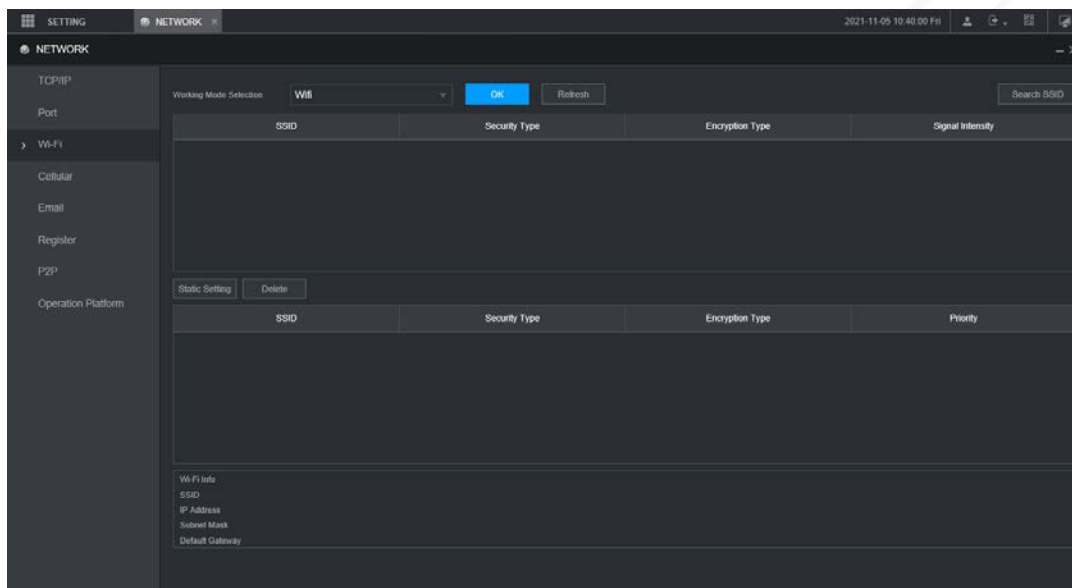 SETTING NETWORK × 2021-11-05 10:40:00 Fri
NETWORK
TCP/IP
Port
Wi-Fi
Cellular
Email
Register
P2P
Operation Platform
Working Mode Selection Wifi OK Refresh Search SSID
SSID Security Type Encryption Type Signal Intensity
Static Setting Delete
SSID Security Type Encryption Type Priority
Wi-Fi Info
SSID
IP Address
Subnet Mask
Default Gateway